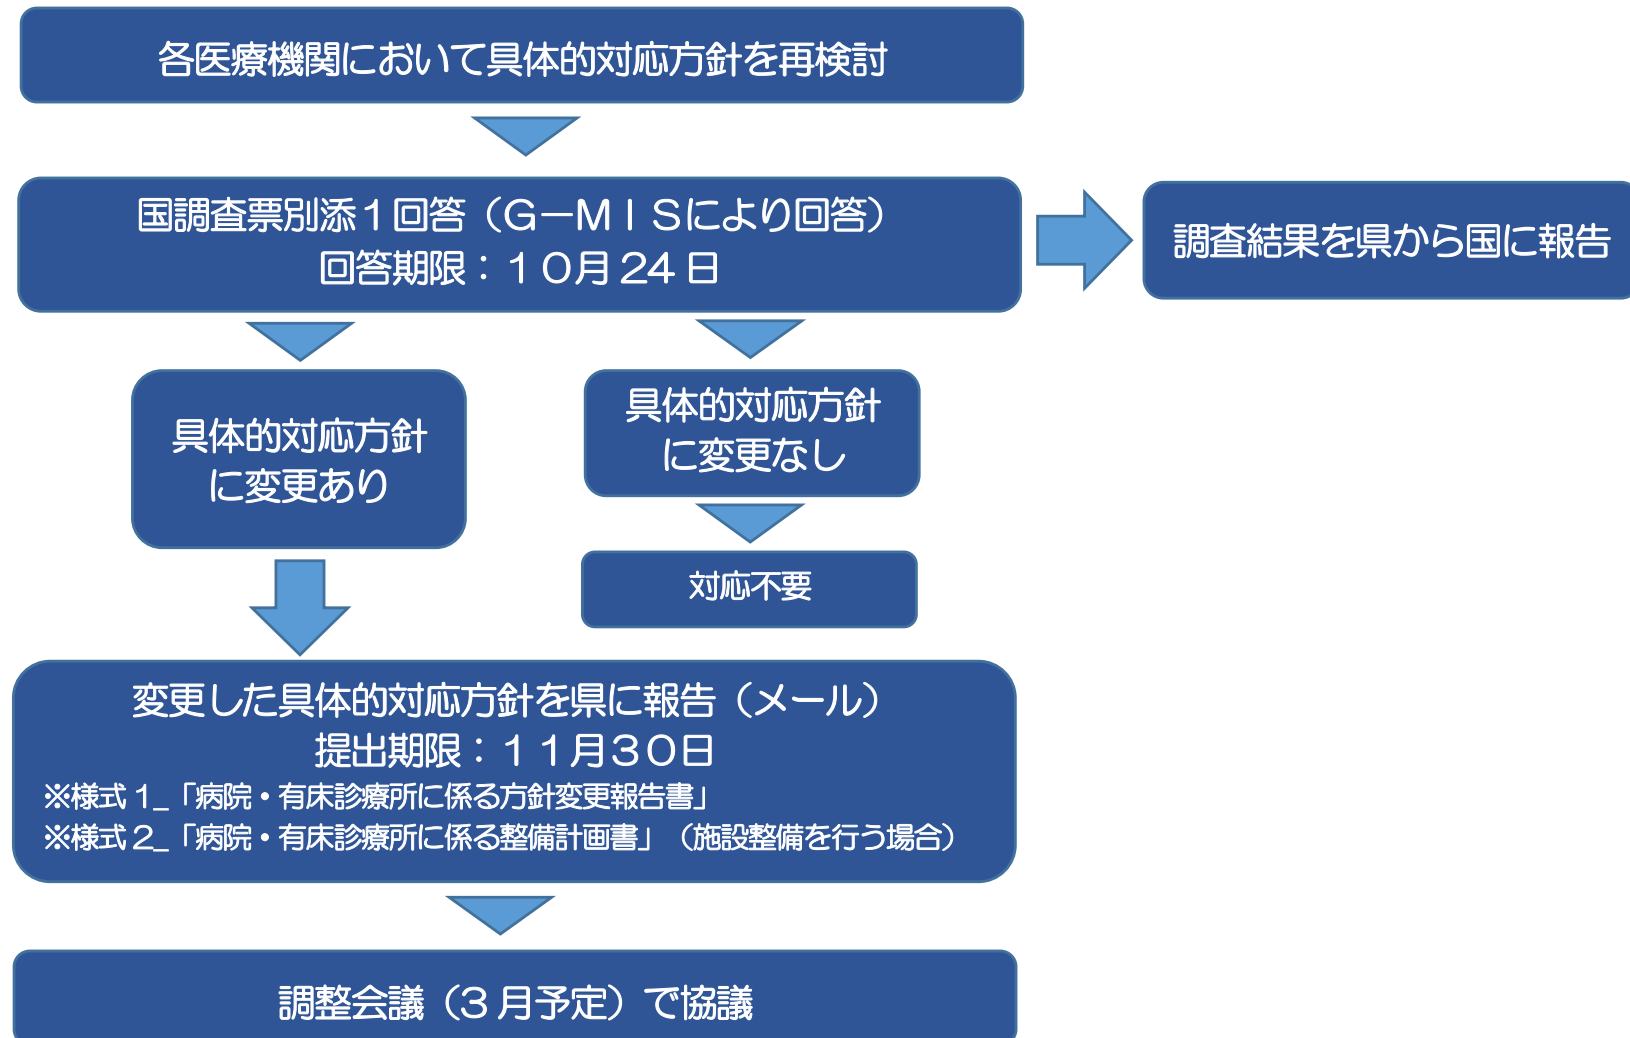 各医療機関において具体的対応方針を再検討
国調査票別添１回答（Ｇ－ＭＩＳにより回答）
回答期限：１０月24日
調査結果を県から国に報告
具体的対応方針
に変更あり
具体的対応方針
に変更なし
対応不要
変更した具体的対応方針を県に報告（メール）
提出期限：１１月３０日
※様式1_「病院・有床診療所に係る方針変更報告書」
※様式2_「病院・有床診療所に係る整備計画書」（施設整備を行う場合）
調整会議（3月予定）で協議